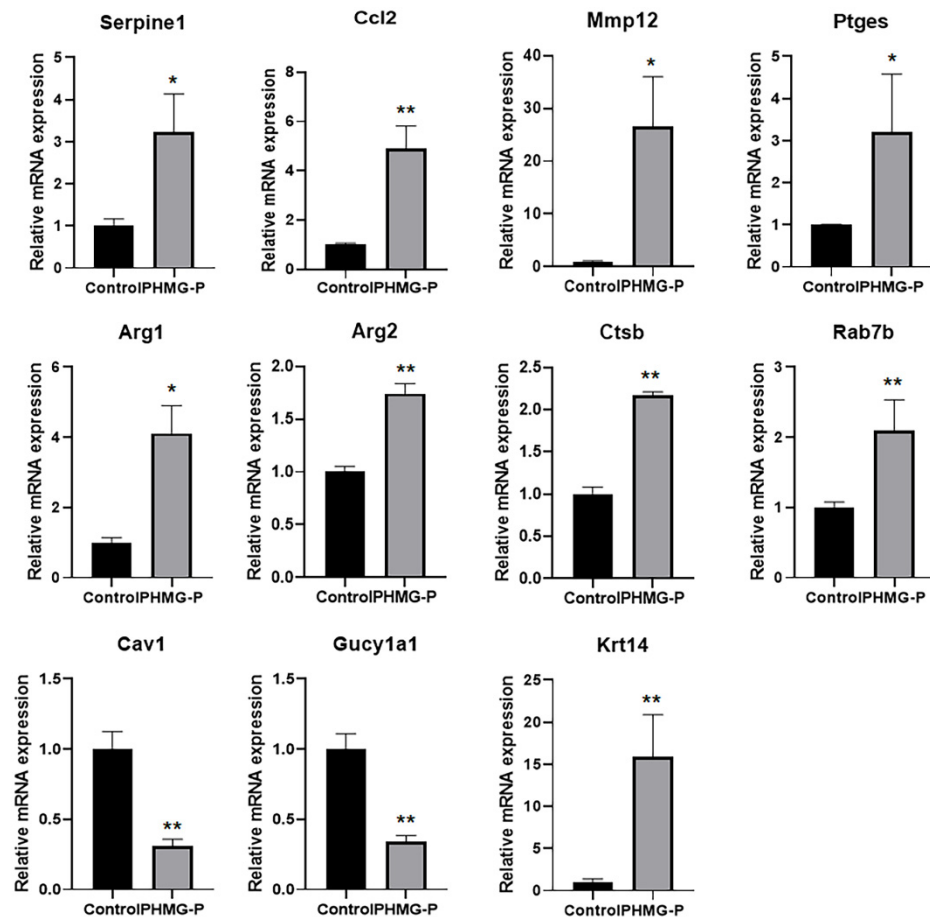 Serpine1
Relative mRNA expression
5
4
3
2
1
0
*
ControlPHMG-P
Ccl2
Relative mRNA expression
8
6
4
2
0
**
ControlPHMG-P
Mmp12
Relative mRNA expression
40
30
20
10
0
*
ControlPHMG-P
Ptges
Relative mRNA expression
5
4
3
2
1
0
*
ControlPHMG-P
Arg1
Relative mRNA expression
6
4
2
0
*
ControlPHMG-P
Arg2
Relative mRNA expression
2.0
1.5
1.0
0.5
0.0
**
ControlPHMG-P
Ctsb
Relative mRNA expression
2.5
2.0
1.5
1.0
0.5
0.0
**
ControlPHMG-P
Rab7b
Relative mRNA expression
3
2
1
0
**
ControlPHMG-P
Cav1
Relative mRNA expression
1.5
1.0
0.5
0.0
**
ControlPHMG-P
Gucy1a1
Relative mRNA expression
1.5
1.0
0.5
0.0
**
ControlPHMG-P
Krt14
Relative mRNA expression
25
20
15
10
5
0
**
ControlPHMG-P